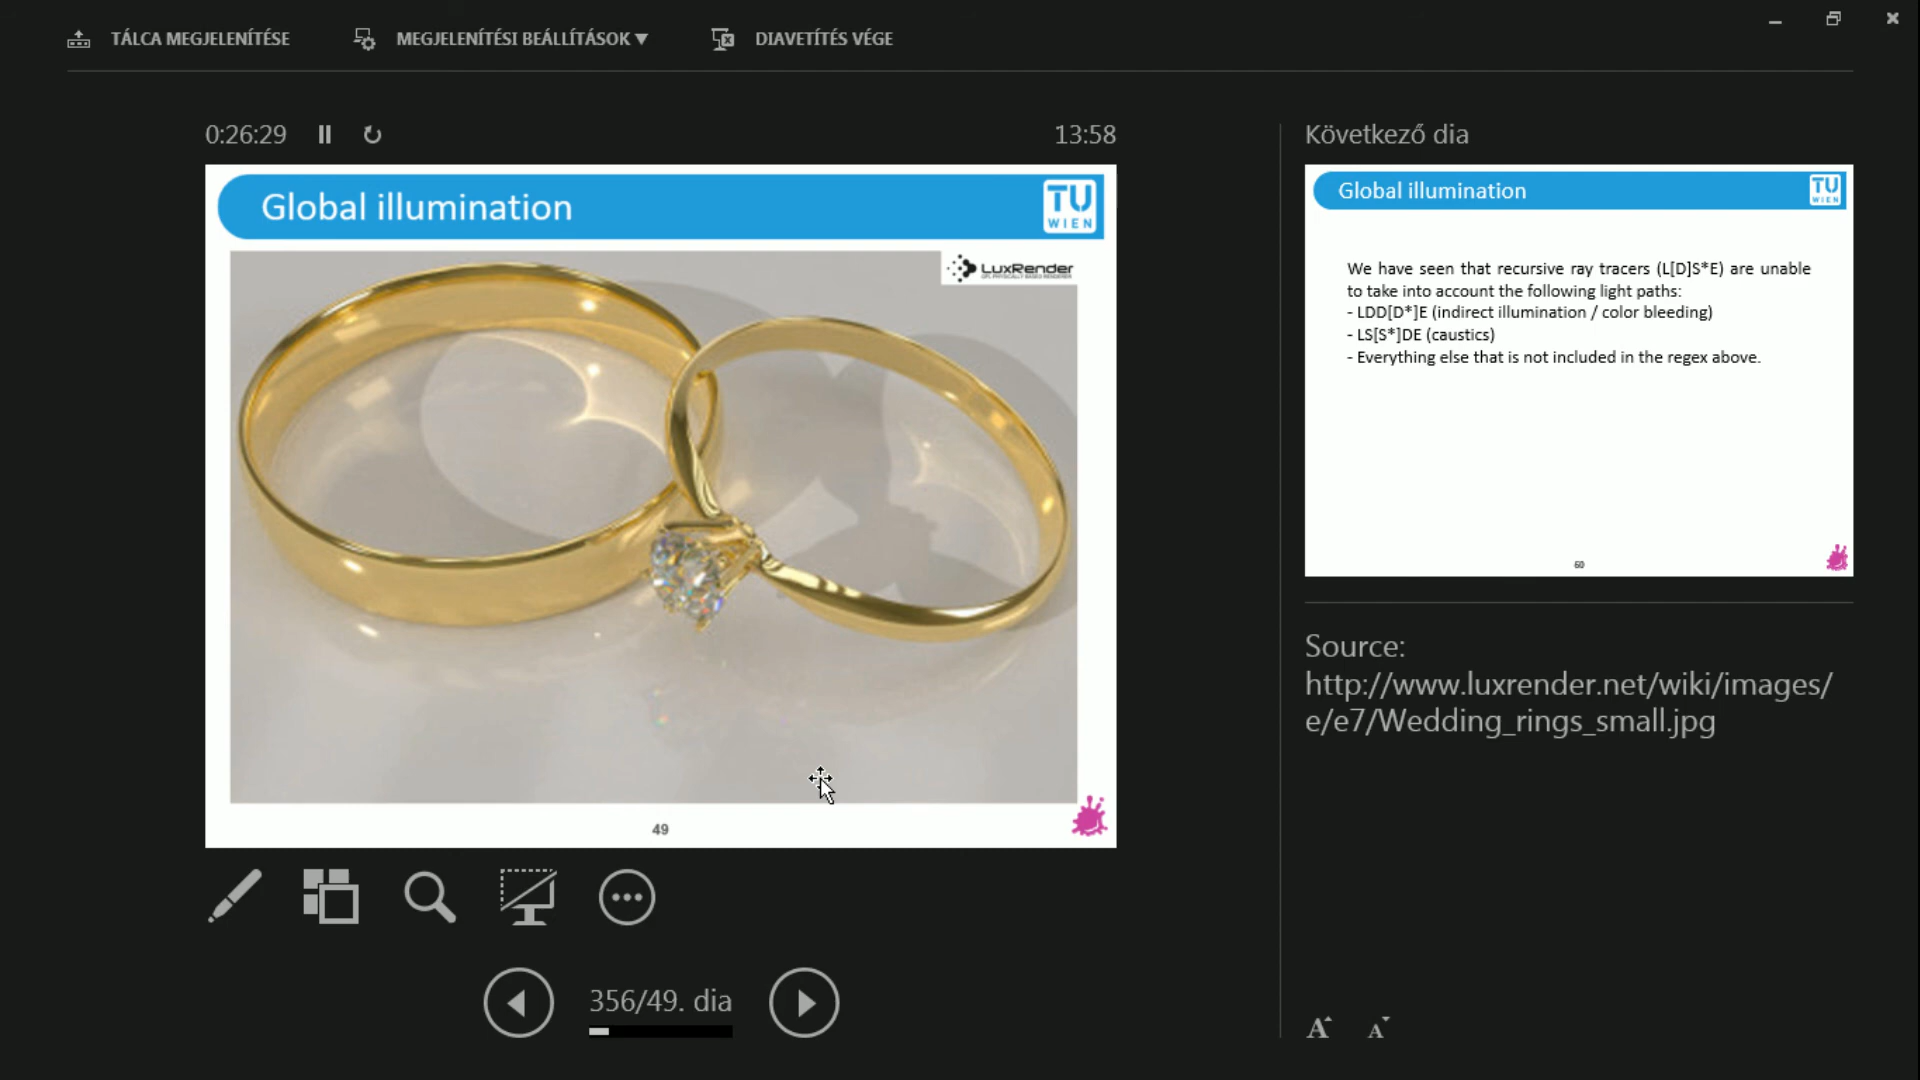 TÁLCA MEGJELENÍTÉSE
MEGJELENÍTÉSI BEÁLLÍTÁSOK
DIAVETÍTÉS VÉGE
0:26:29
13:58
Global illumination
TU
WIEN
LuxRender
49
356/49. dia
Következő dia
Global illumination
TU
WIEN
We have seen that recursive ray tracers (L[D]S*E) are unable
to take into account the following light paths:
- LDD[D*]E (indirect illumination / color bleeding)
- LS[S*]DE (caustics)
- Everything else that is not included in the regex above.
Source:
http://www.luxrender.net/wiki/images/
e/e7/Wedding_rings_small.jpg
A
A